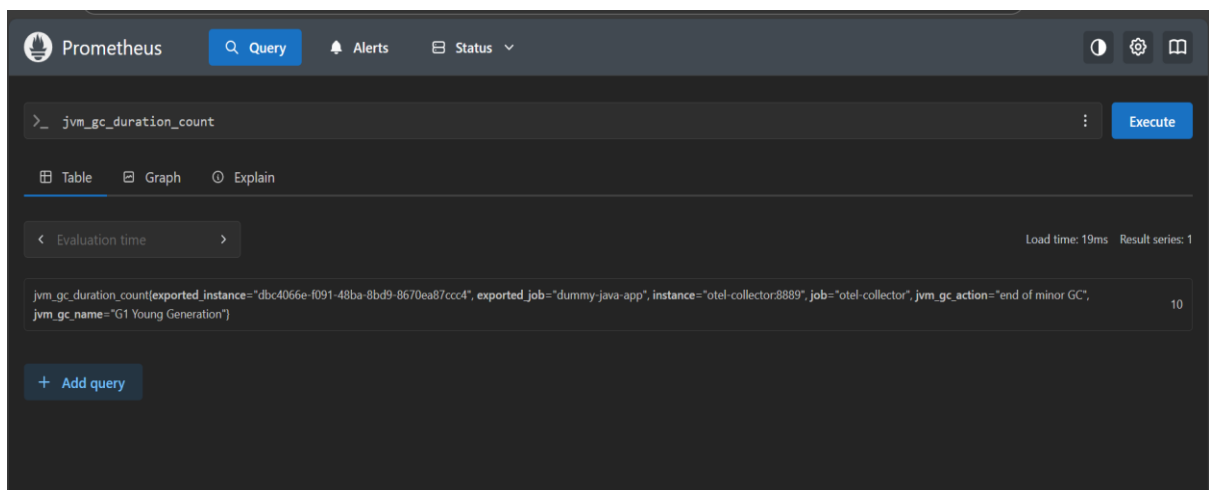 Prometheus Query Alerts Status
>_ jvm_gc_duration_count Execute
Table Graph Explain
Evaluation time Load time: 19ms Result series: 1
jvm_gc_duration_count{exported_instance="dbc4066e-f091-48ba-8bd9-8670ea87ccc4", exported_job="dummy-java-app", instance="otel-collector:8889", job="otel-collector", jvm_gc_action="end of minor GC",
jvm_gc_name="G1 Young Generation"} 10
+ Add query